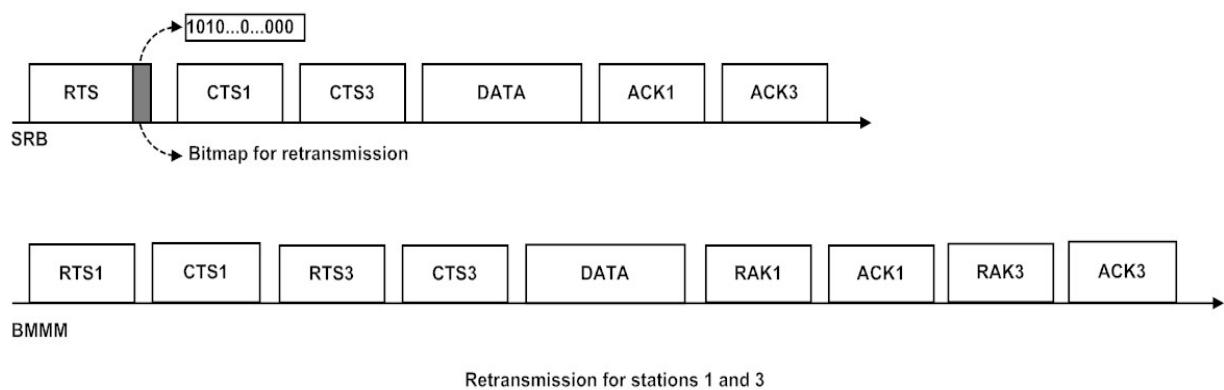 1010...0...000
RTS CTS1 CTS3 DATA ACK1 ACK3
SRB
Bitmap for retransmission
RTS1 CTS1 RTS3 CTS3 DATA RAK1 ACK1 RAK3 ACK3
BMMM
Retransmission for stations 1 and 3